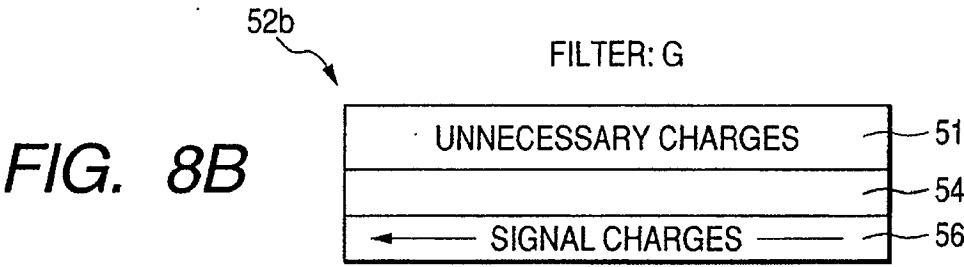 52b
FILTER: G
FIG. 8B
UNNECESSARY CHARGES
51
54
SIGNAL CHARGES
56